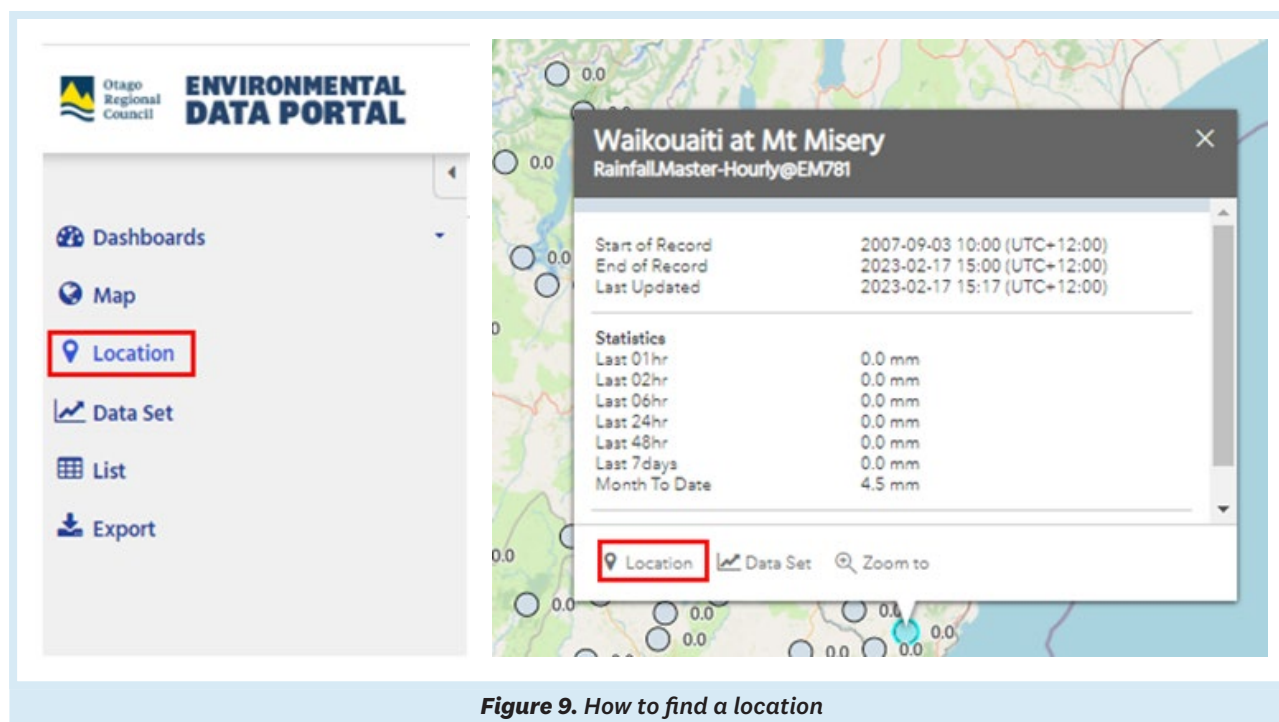 Otago
Regional
Council
ENVIRONMENTAL
DATA PORTAL
Dashboards
Map
Location
Data Set
List
Export
0.0
0.0
0.0
0.0
0.0
0.0
0.0
0.0
0.0
0.0
0.0
Waikouaiti at Mt Misery
Rainfall.Master-Hourly@EM781
Start of Record 2007-09-03 10:00 (UTC+12:00)
End of Record 2023-02-17 15:00 (UTC+12:00)
Last Updated 2023-02-17 15:17 (UTC+12:00)
Statistics
Last 01hr 0.0 mm
Last 02hr 0.0 mm
Last 06hr 0.0 mm
Last 24hr 0.0 mm
Last 48hr 0.0 mm
Last 7days 0.0 mm
Month To Date 4.5 mm
Location Data Set Zoom to
Figure 9. How to find a location